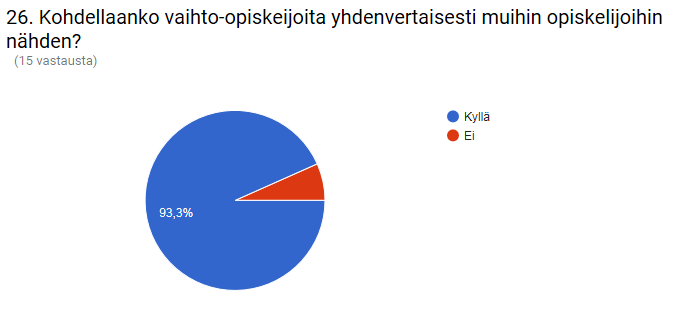 26. Kohdellaanko vaihto-opiskeijoita yhdenvertaisesti muihin opiskelijoihin
nähden?
(15 vastausta)
Kyllä
Ei
93,3%